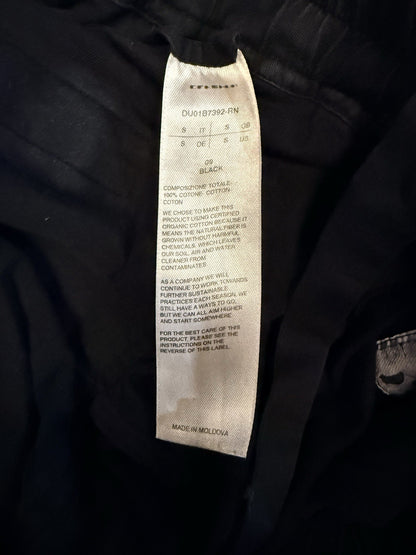 DU01B7392-RN
S IT S GB
S DE S US
09
BLACK
COMPOSIZIONE TOTALE:
100% COTONE- COTTON
COTON
WE CHOSE TO MAKE THIS
PRODUCT USING CERTIFIED
ORGANIC COTTON BECAUSE IT
MEANS THE NATURAL FIBER IS
GROWN WITHOUT HARMFUL
CHEMICALS, WHICH LEAVES
OUR SOIL, AIR AND WATER
CLEANER FROM
CONTAMINATES.
AS A COMPANY WE WILL
CONTINUE TO WORK TOWARDS
FURTHER SUSTAINABLE
PRACTICES EACH SEASON, WE
STILL HAVE A WAYS TO GO,
BUT WE CAN ALL AIM HIGHER
AND START SOMEWHERE.
FOR THE BEST CARE OF THIS
PRODUCT, PLEASE SEE THE
INSTRUCTIONS ON THE
REVERSE OF THIS LABEL.
MADE IN MOLDOVA